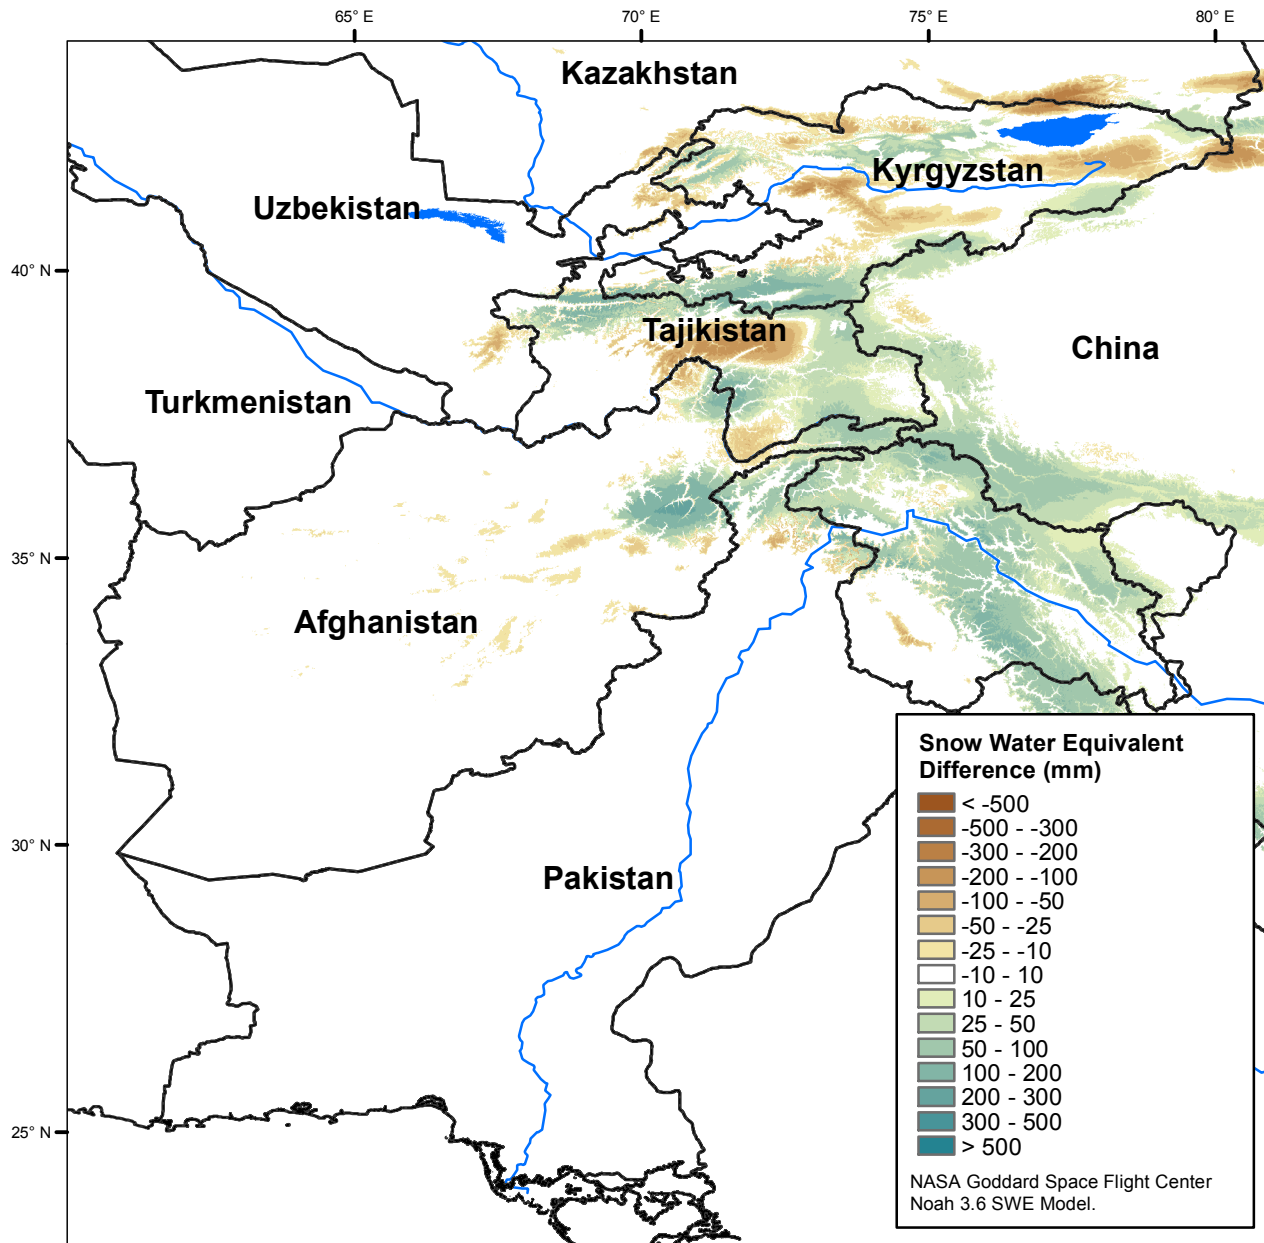 65° E 70° E 75° E 80° E
Kazakhstan
Kyrgyzstan
Uzbekistan
40° N
Tajikistan
China
Turkmenistan
35° N
Afghanistan
Snow Water Equivalent
Difference (mm)
< -500
-500 - -300
-300 - -200
-200 - -100
-100 - -50
-50 - -25
-25 - -10
-10 - 10
10 - 25
25 - 50
50 - 100
100 - 200
200 - 300
300 - 500
> 500
NASA Goddard Space Flight Center
Noah 3.6 SWE Model.
30° N
Pakistan
25° N